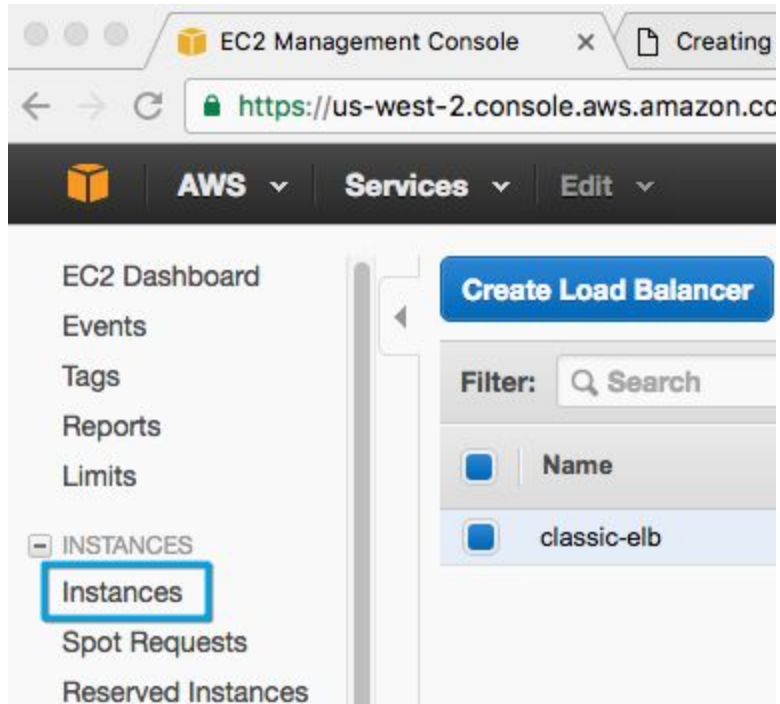 EC2 Management Console
Creating
https://us-west-2.console.aws.amazon.co
AWS Services Edit
EC2 Dashboard
Events
Tags
Reports
Limits
INSTANCES
Instances
Spot Requests
Reserved Instances
Create Load Balancer
Filter: Search
Name
classic-elb